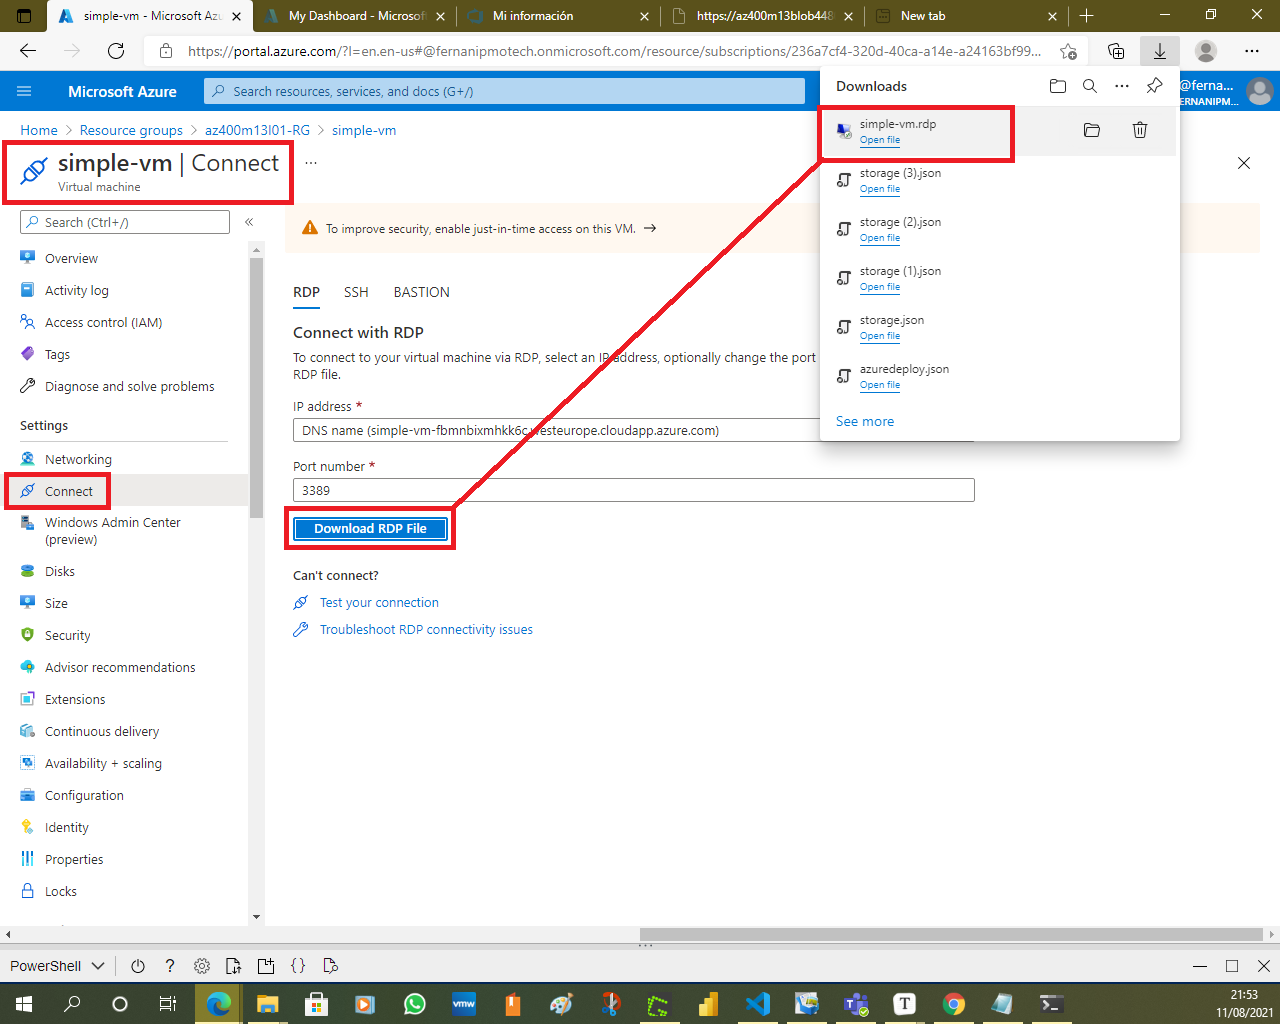 simple-vm - Microsoft Azu
My Dashboard - Microsoft
Mi información
https://az400m13blob448
New tab
https://portal.azure.com/?l=en.en-us#@fernanipmotech.onmicrosoft.com/resource/subscriptions/236a7cf4-320d-40ca-a14e-a24163bf99...
Microsoft Azure
Search resources, services, and docs (G+/)
@ferna...
ERNANIPM...
Downloads
simple-vm.rdp
Open file
storage (3).json
Open file
storage (2).json
Open file
storage (1).json
Open file
storage.json
Open file
azuredeploy.json
Open file
See more
Home > Resource groups > az400m13l01-RG > simple-vm
simple-vm | Connect ...
Virtual machine
Search (Ctrl+/)
«
Overview
Activity log
Access control (IAM)
Tags
Diagnose and solve problems
Settings
Networking
Connect
Windows Admin Center
(preview)
Disks
Size
Security
Advisor recommendations
Extensions
Continuous delivery
Availability + scaling
Configuration
Identity
Properties
Locks
To improve security, enable just-in-time access on this VM. →
RDP SSH BASTION
Connect with RDP
To connect to your virtual machine via RDP, select an IP address, optionally change the port
RDP file.
IP address *
DNS name (simple-vm-fbmnbixmhkk6c.westeurope.cloudapp.azure.com)
Port number *
3389
Download RDP File
Can't connect?
Test your connection
Troubleshoot RDP connectivity issues
PowerShell
?
{}
vmw
T
21:53
11/08/2021